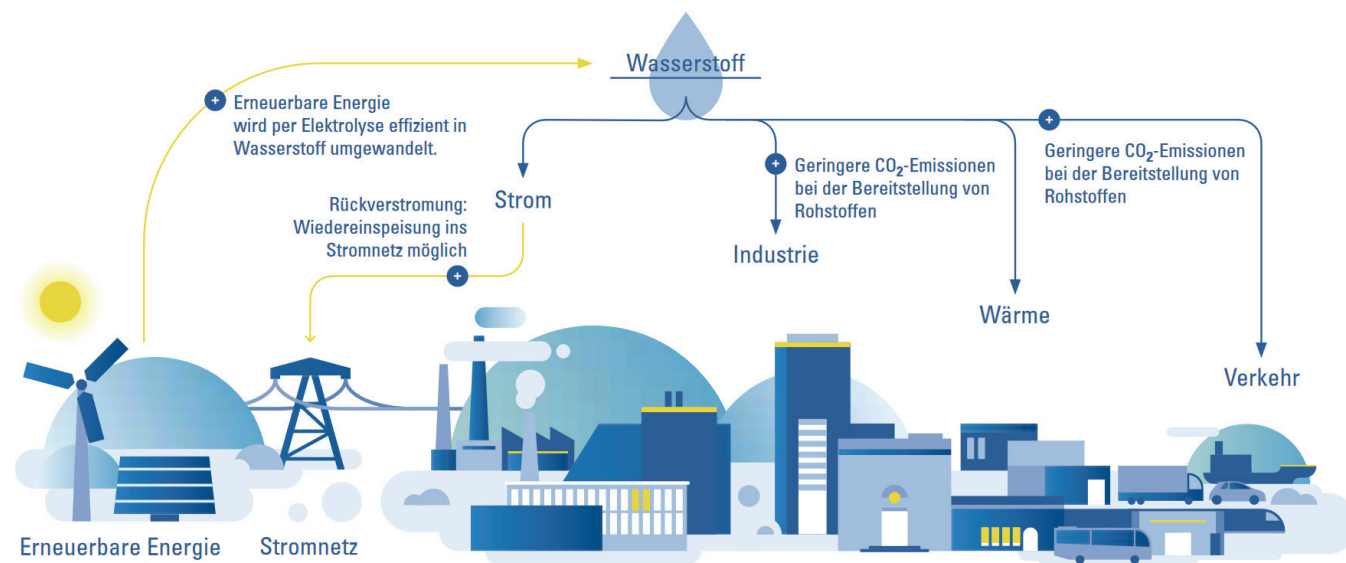 Wasserstoff
Erneuerbare Energie
wird per Elektrolyse effizient in
Wasserstoff umgewandelt.
Geringere CO₂-Emissionen
bei der Bereitstellung von
Rohstoffen
Geringere CO₂-Emissionen
bei der Bereitstellung von
Rohstoffen
Strom
Rückverstromung:
Wiedereinspeisung ins
Stromnetz möglich
Industrie
Wärme
Verkehr
Erneuerbare Energie
Stromnetz